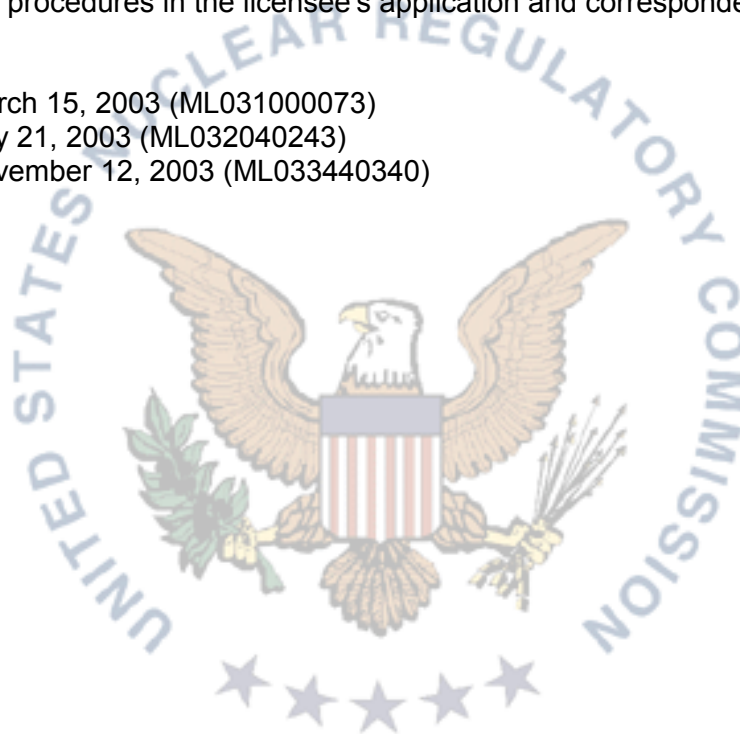 procedures in the licensee's application and corresponde
rch 15, 2003 (ML031000073)
y 21, 2003 (ML032040243)
vember 12, 2003 (ML033440340)
UNITED STATES NUCLEAR REGULATORY COMMISSION